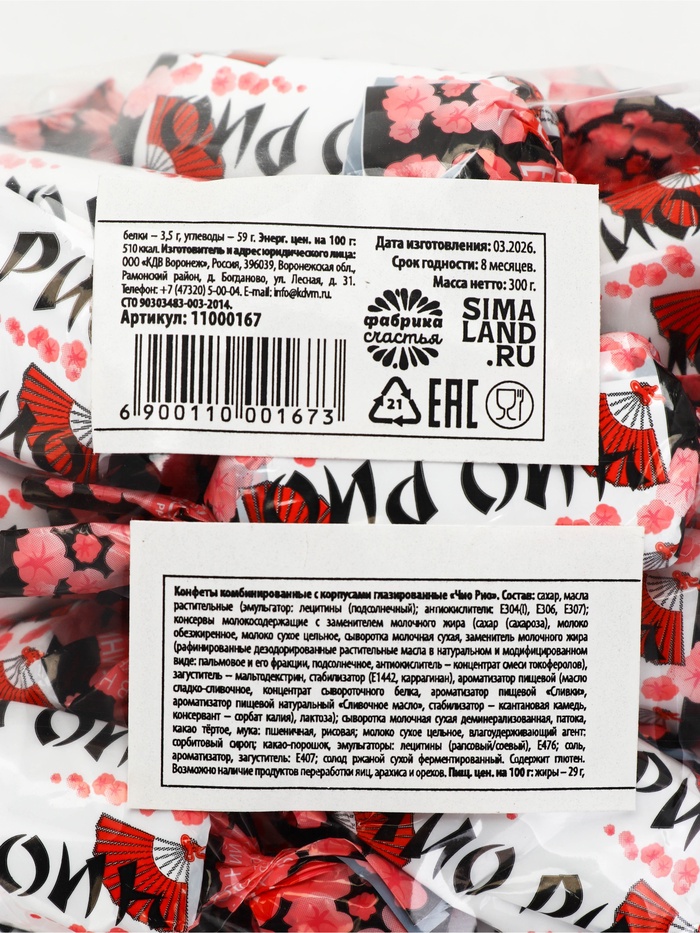 белки – 3,5 г, углеводы – 59 г. Энерг. цен. на 100 г:
510 ккал. Изготовитель и адрес юридического лица:
ООО «КДВ Воронеж», Россия, 396039, Воронежская обл.,
Рамонский район, д. Богданово, ул. Лесная, д. 31.
Телефон: +7 (47320) 5-00-04. E-mail: info@kdvm.ru.
СТО 90303483-003-2014.
Артикул: 11000167
6 900110 001673
Дата изготовления: 03.2026.
Срок годности: 8 месяцев.
Масса нетто: 300 г.
фабрика
счастья
SIMA
LAND
.RU
21
EAC
Конфеты комбинированные с корпусами глазированные «Чио Рио». Состав: сахар, масла
растительные (эмульгатор: лецитины (подсолнечный); антиокислители: Е304(I), Е306, Е307);
консервы молокосодержащие с заменителем молочного жира (сахар (сахароза), молоко
обезжиренное, молоко сухое цельное, сыворотка молочная сухая, заменитель молочного жира
(рафинированные дезодорированные растительные масла в натуральном и модифицированном
виде: пальмовое и его фракции, подсолнечное, антиокислитель – концентрат смеси токоферолов),
загуститель – мальтодекстрин, стабилизатор (Е1442, каррагинан), ароматизатор пищевой (масло
сладко-сливочное, концентрат сывороточного белка, ароматизатор пищевой «Сливки»,
ароматизатор пищевой натуральный «Сливочное масло», стабилизатор – ксантановая камедь,
консервант – сорбат калия), лактоза); сыворотка молочная сухая деминерализованная, патока,
какао тёртое, мука: пшеничная, рисовая; молоко сухое цельное, влагоудерживающий агент:
сорбитовый сироп; какао-порошок, эмульгаторы: лецитины (рапсовый/соевый), Е476; соль,
ароматизатор, загуститель: Е407; солод ржаной сухой ферментированный. Содержит глютен.
Возможно наличие продуктов переработки яиц, арахиса и орехов. Пищ. цен. на 100 г: жиры – 29 г,